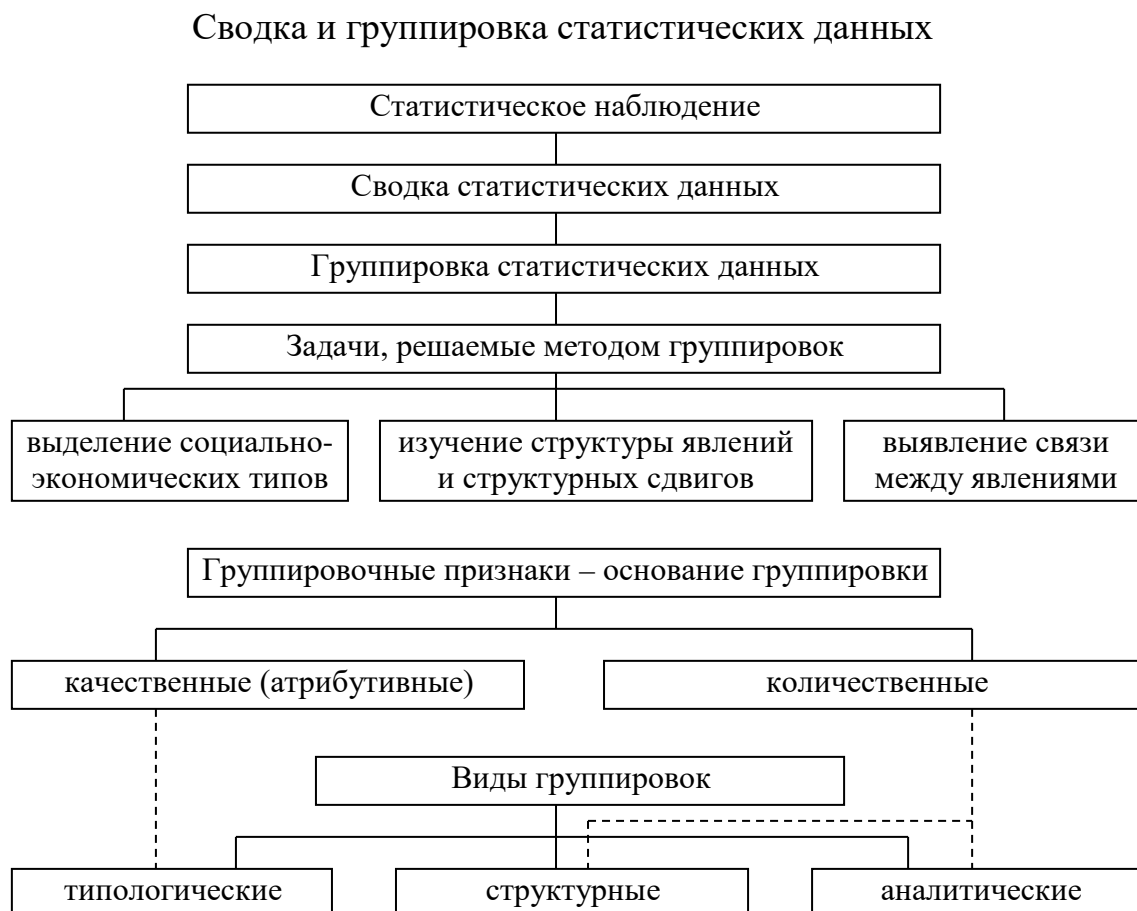 Сводка и группировка статистических данных
Статистическое наблюдение
Сводка статистических данных
Группировка статистических данных
Задачи, решаемые методом группировок
выделение социально-
экономических типов
изучение структуры явлений
и структурных сдвигов
выявление связи
между явлениями
Группировочные признаки – основание группировки
качественные (атрибутивные)
количественные
Виды группировок
типологические
структурные
аналитические